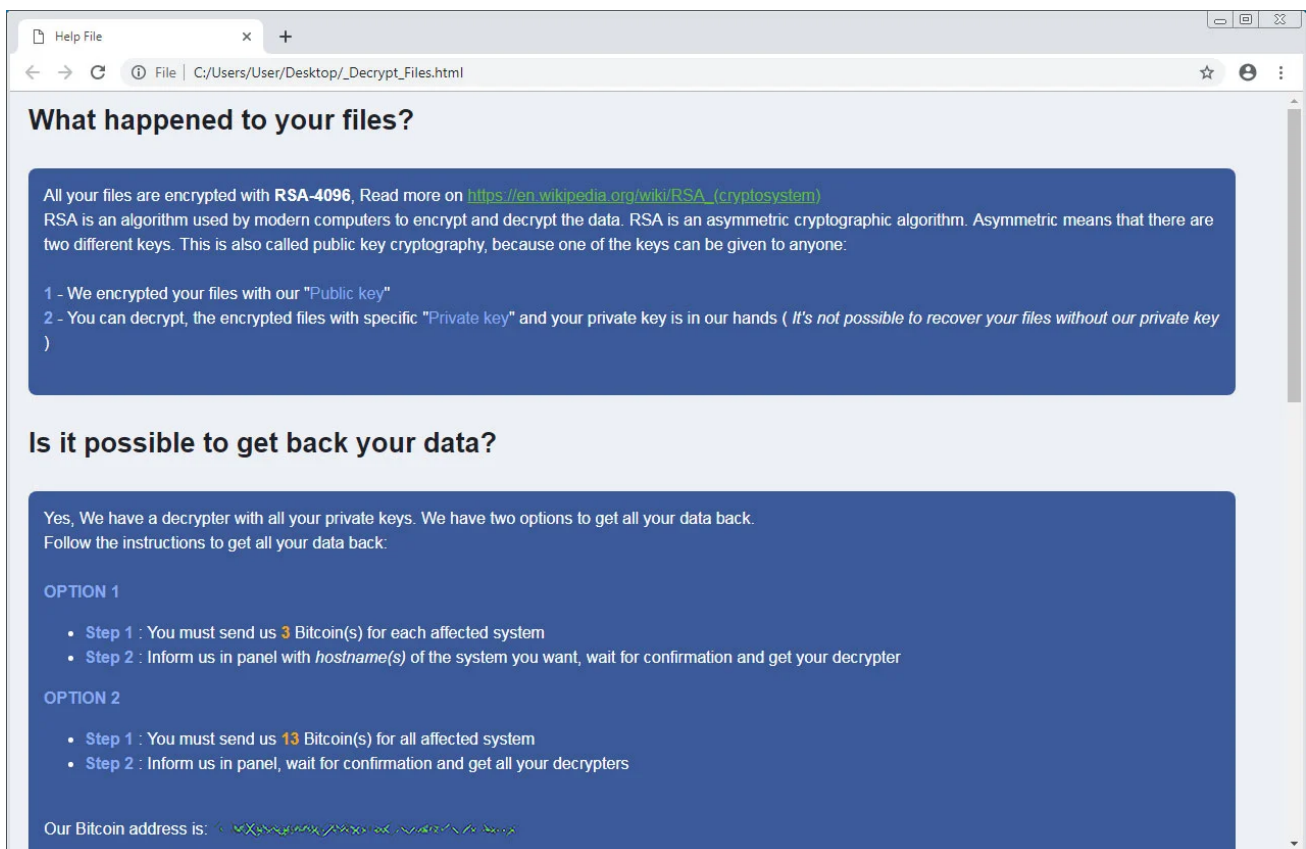 Help File
File C:/Users/User/Desktop/_Decrypt_Files.html
What happened to your files?
All your files are encrypted with RSA-4096, Read more on https://en.wikipedia.org/wiki/RSA_(cryptosystem)
RSA is an algorithm used by modern computers to encrypt and decrypt the data. RSA is an asymmetric cryptographic algorithm. Asymmetric means that there are
two different keys. This is also called public key cryptography, because one of the keys can be given to anyone:
1 - We encrypted your files with our "Public key"
2 - You can decrypt, the encrypted files with specific "Private key" and your private key is in our hands ( It's not possible to recover your files without our private key
)
Is it possible to get back your data?
Yes, We have a decrypter with all your private keys. We have two options to get all your data back.
Follow the instructions to get all your data back:
OPTION 1
• Step 1 : You must send us 3 Bitcoin(s) for each affected system
• Step 2 : Inform us in panel with hostname(s) of the system you want, wait for confirmation and get your decrypter
OPTION 2
• Step 1 : You must send us 13 Bitcoin(s) for all affected system
• Step 2 : Inform us in panel, wait for confirmation and get all your decrypters
Our Bitcoin address is: